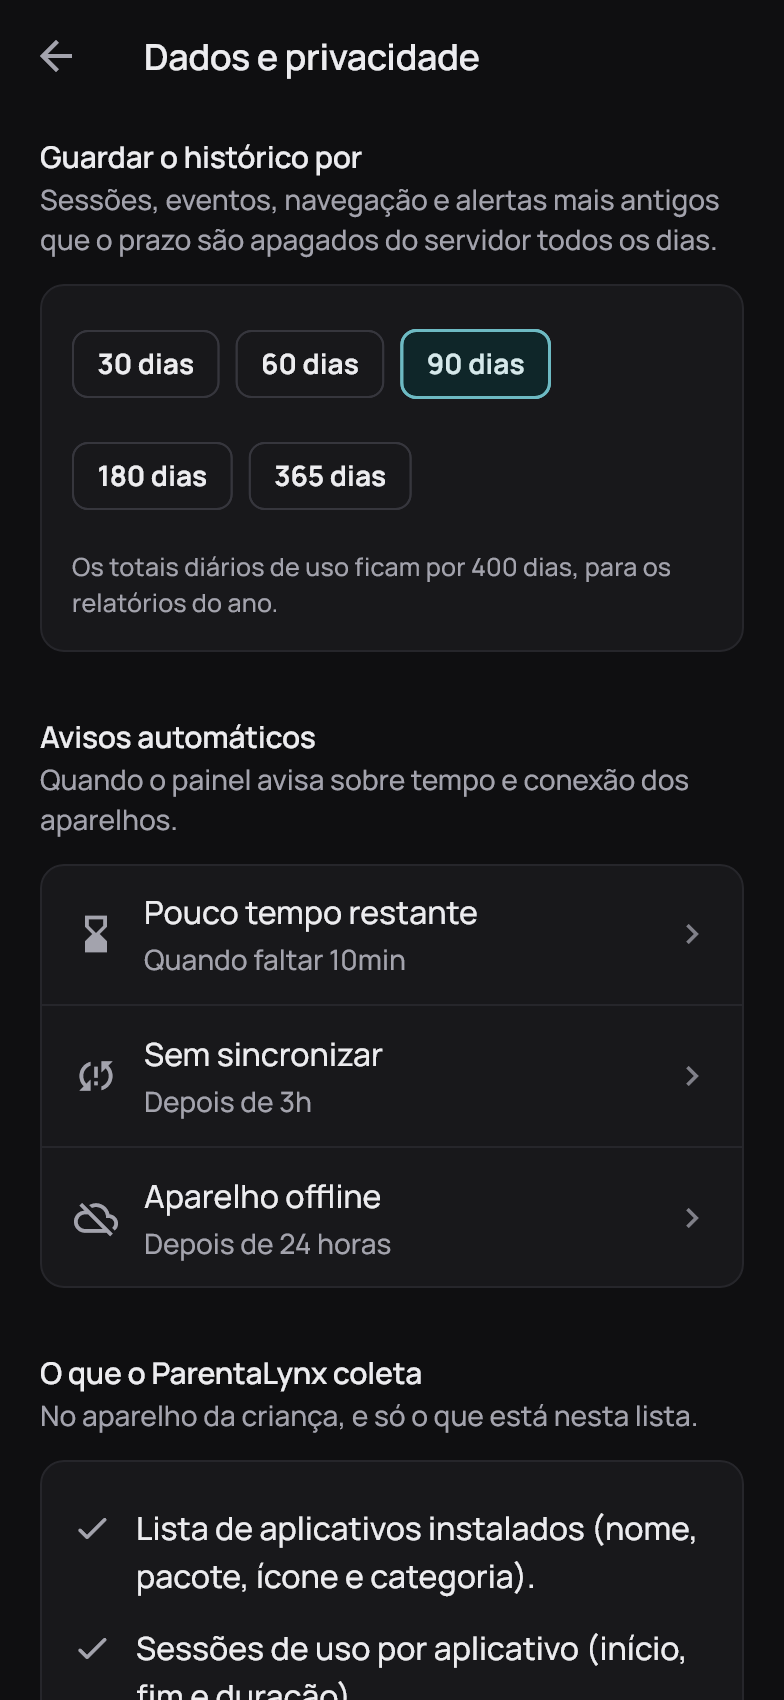 Dados e privacidade
Guardar o histórico por
Sessões, eventos, navegação e alertas mais antigos
que o prazo são apagados do servidor todos os dias.
30 dias 60 dias 90 dias
180 dias 365 dias
Os totais diários de uso ficam por 400 dias, para os
relatórios do ano.
Avisos automáticos
Quando o painel avisa sobre tempo e conexão dos
aparelhos.
Pouco tempo restante
Quando faltar 10min
Sem sincronizar
Depois de 3h
Aparelho offline
Depois de 24 horas
O que o ParentaLynx coleta
No aparelho da criança, e só o que está nesta lista.
Lista de aplicativos instalados (nome,
pacote, ícone e categoria).
Sessões de uso por aplicativo (início,
fim e duração)